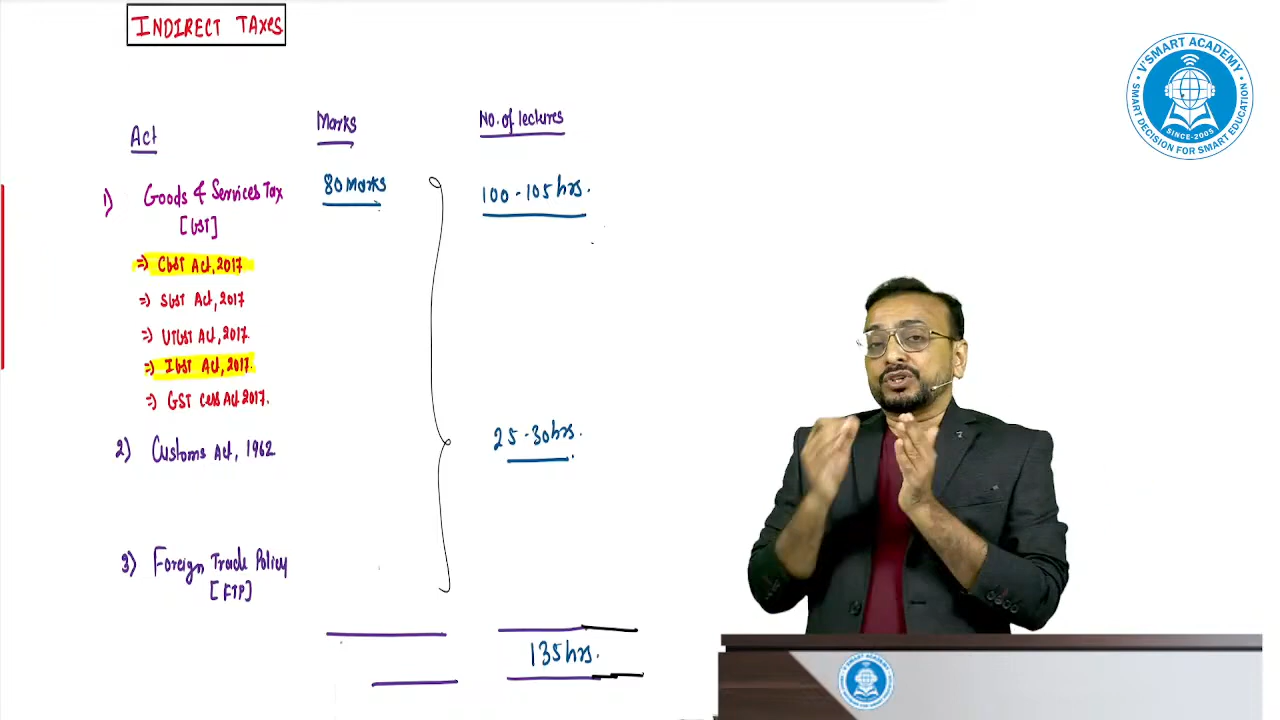 INDIRECT TAXES
Act
Marks
No. of lectures
1) Goods & Services Tax
[GST]
80 Marks
100-105 hrs.
=) CGST Act, 2017
=) SGST Act, 2017
=) UTGST Act, 2017.
=) IGST Act, 2017.
=) GST Cess Act 2017.
2) Customs Act, 1962
25-30 hrs.
3) Foreign Trade Policy
[FTP]
135 hrs.
V'SMART ACADEMY
SINCE-2005
SMART DECISION FOR SMART EDUCATION